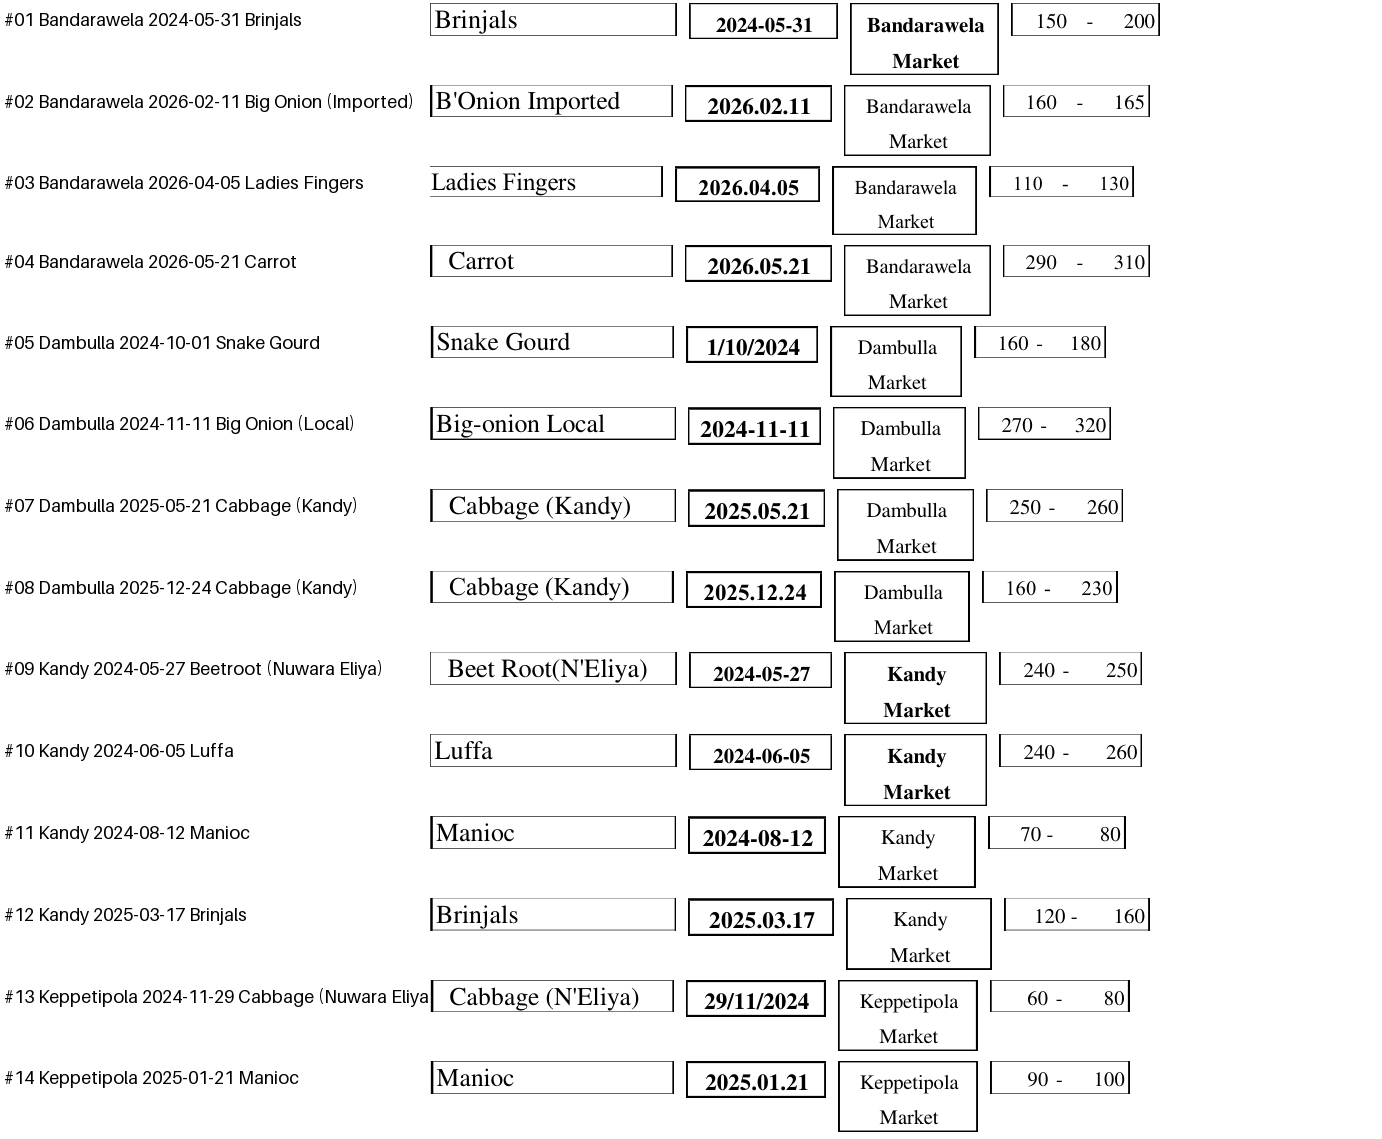 #01 Bandarawela 2024-05-31 Brinjals Brinjals 2024-05-31 Bandarawela Market 150 - 200
#02 Bandarawela 2026-02-11 Big Onion (Imported) B'Onion Imported 2026.02.11 Bandarawela Market 160 - 165
#03 Bandarawela 2026-04-05 Ladies Fingers Ladies Fingers 2026.04.05 Bandarawela Market 110 - 130
#04 Bandarawela 2026-05-21 Carrot Carrot 2026.05.21 Bandarawela Market 290 - 310
#05 Dambulla 2024-10-01 Snake Gourd Snake Gourd 1/10/2024 Dambulla Market 160 - 180
#06 Dambulla 2024-11-11 Big Onion (Local) Big-onion Local 2024-11-11 Dambulla Market 270 - 320
#07 Dambulla 2025-05-21 Cabbage (Kandy) Cabbage (Kandy) 2025.05.21 Dambulla Market 250 - 260
#08 Dambulla 2025-12-24 Cabbage (Kandy) Cabbage (Kandy) 2025.12.24 Dambulla Market 160 - 230
#09 Kandy 2024-05-27 Beetroot (Nuwara Eliya) Beet Root(N'Eliya) 2024-05-27 Kandy Market 240 - 250
#10 Kandy 2024-06-05 Luffa Luffa 2024-06-05 Kandy Market 240 - 260
#11 Kandy 2024-08-12 Manioc Manioc 2024-08-12 Kandy Market 70 - 80
#12 Kandy 2025-03-17 Brinjals Brinjals 2025.03.17 Kandy Market 120 - 160
#13 Keppetipola 2024-11-29 Cabbage (Nuwara Eliya Cabbage (N'Eliya) 29/11/2024 Keppetipola Market 60 - 80
#14 Keppetipola 2025-01-21 Manioc Manioc 2025.01.21 Keppetipola Market 90 - 100